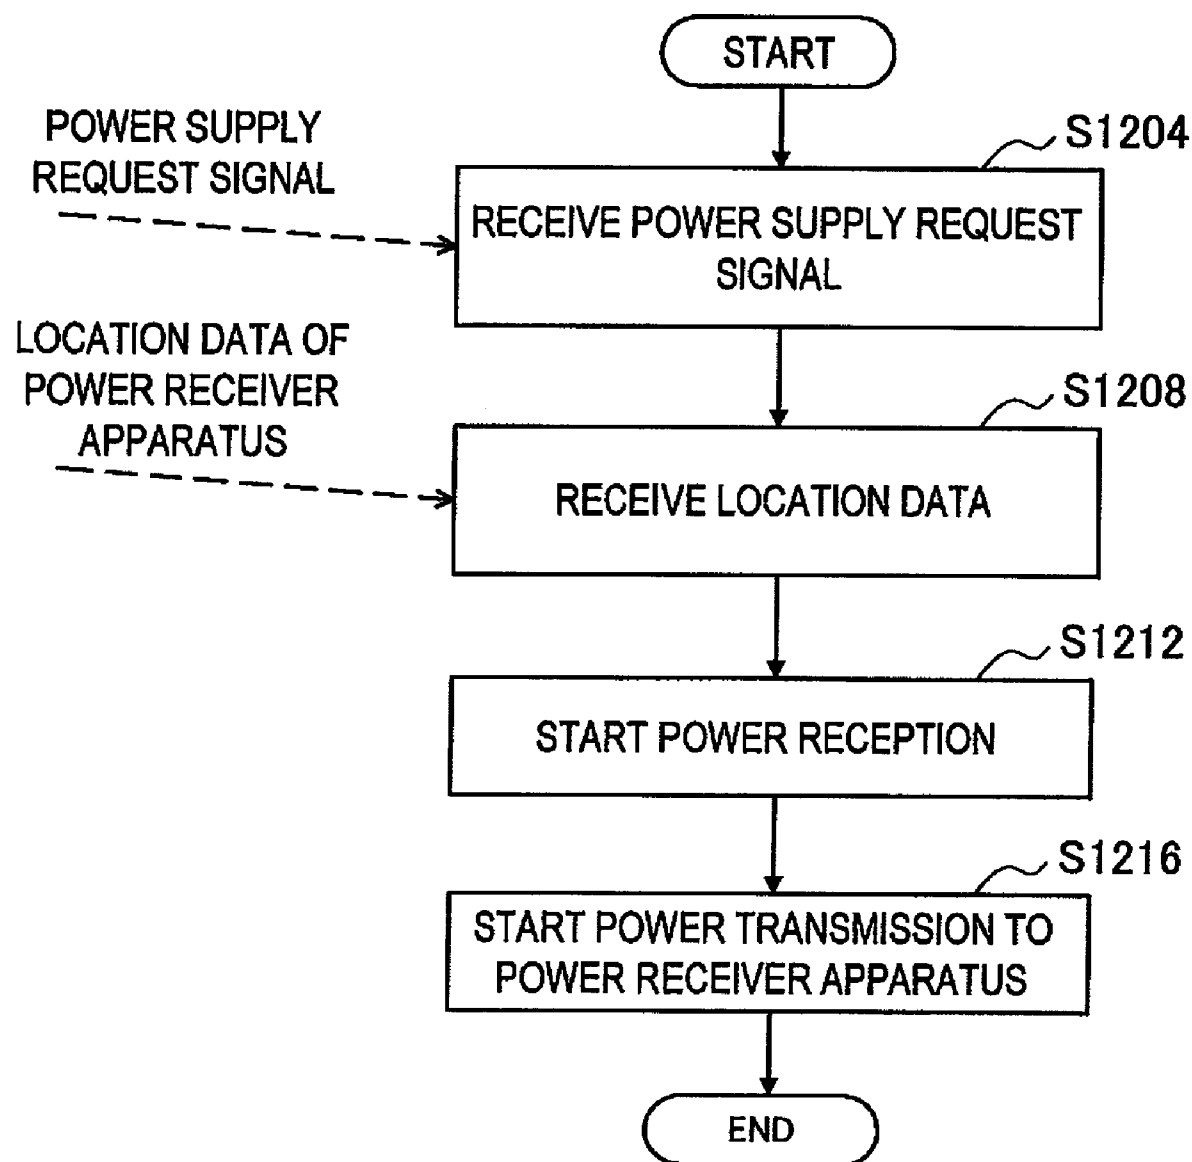 START
POWER SUPPLY
REQUEST SIGNAL
S1204
RECEIVE POWER SUPPLY REQUEST
SIGNAL
LOCATION DATA OF
POWER RECEIVER
APPARATUS
S1208
RECEIVE LOCATION DATA
S1212
START POWER RECEPTION
S1216
START POWER TRANSMISSION TO
POWER RECEIVER APPARATUS
END